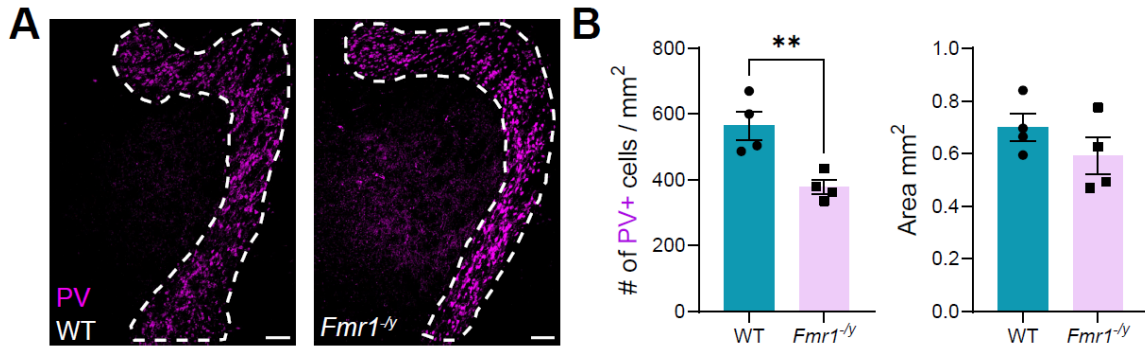 A
PV
WT
Fmr1-/y
B
# of PV+ cells / mm2
800
600
400
200
0
**
WT
Fmr1-/y
Area mm2
1.0
0.8
0.6
0.4
0.2
0.0
WT
Fmr1-/y